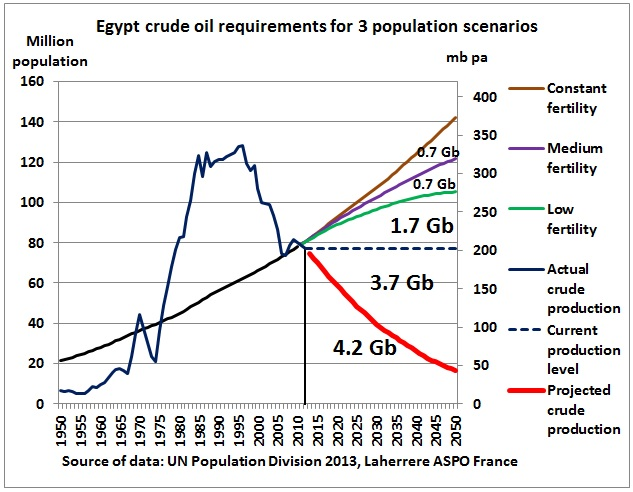 Egypt crude oil requirements for 3 population scenarios
Million
population
mb pa
160
140
120
100
80
60
40
20
0
400
350
300
250
200
150
100
50
0
0.7 Gb
0.7 Gb
1.7 Gb
3.7 Gb
4.2 Gb
Constant
fertility
Medium
fertility
Low
fertility
Actual
crude
production
Current
production
level
Projected
crude
production
1950
1955
1960
1965
1970
1975
1980
1985
1990
1995
2000
2005
2010
2015
2020
2025
2030
2035
2040
2045
2050
Source of data: UN Population Division 2013, Laherrere ASPO France